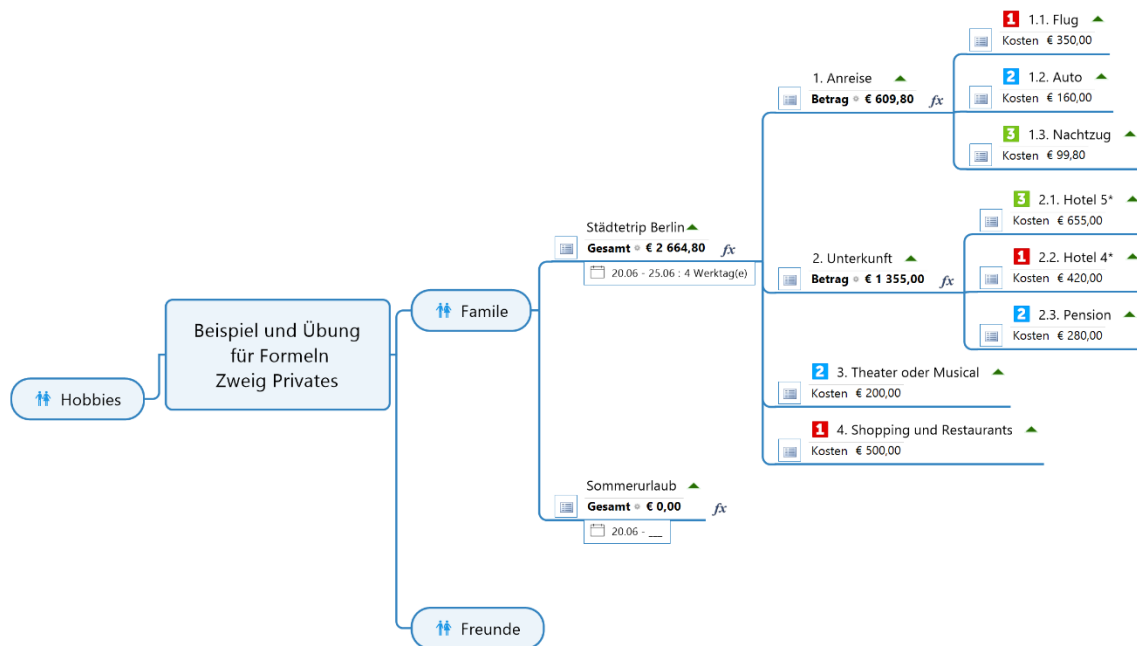 Beispiel und Übung
für Formeln
Zweig Privates
Hobbies
Famile
Städtetrip Berlin
Gesamt € 2 664,80 fx
20.06 - 25.06 : 4 Werktag(e)
1. Anreise
Betrag € 609,80 fx
1 1.1. Flug
Kosten € 350,00
2 1.2. Auto
Kosten € 160,00
3 1.3. Nachtzug
Kosten € 99,80
2. Unterkunft
Betrag € 1 355,00 fx
3 2.1. Hotel 5*
Kosten € 655,00
1 2.2. Hotel 4*
Kosten € 420,00
2 2.3. Pension
Kosten € 280,00
2 3. Theater oder Musical
Kosten € 200,00
1 4. Shopping und Restaurants
Kosten € 500,00
Sommerurlaub
Gesamt € 0,00 fx
20.06 - __
Freunde